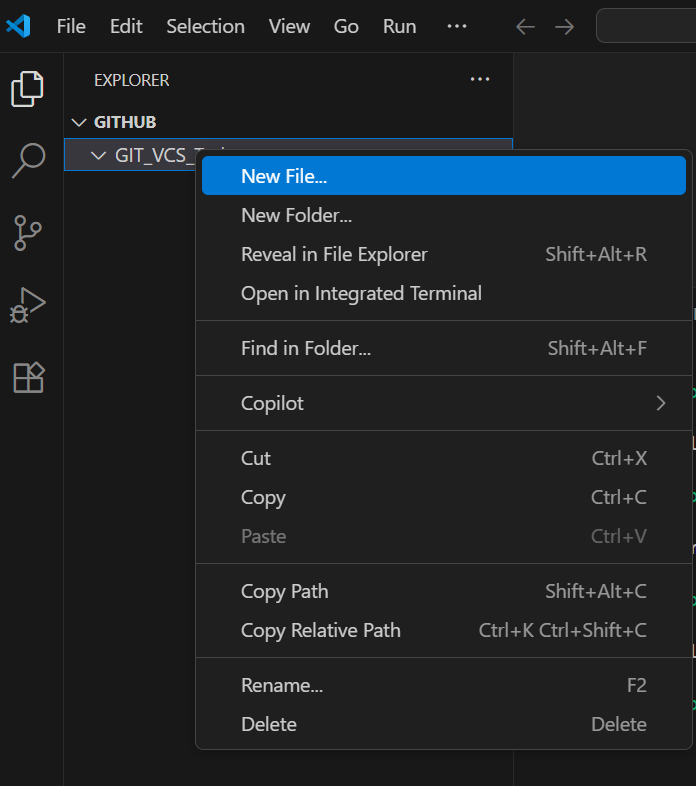 File Edit Selection View Go Run ...
EXPLORER ...
GITHUB
GIT_VCS_
New File...
New Folder...
Reveal in File Explorer Shift+Alt+R
Open in Integrated Terminal
Find in Folder... Shift+Alt+F
Copilot
Cut Ctrl+X
Copy Ctrl+C
Paste Ctrl+V
Copy Path Shift+Alt+C
Copy Relative Path Ctrl+K Ctrl+Shift+C
Rename... F2
Delete Delete